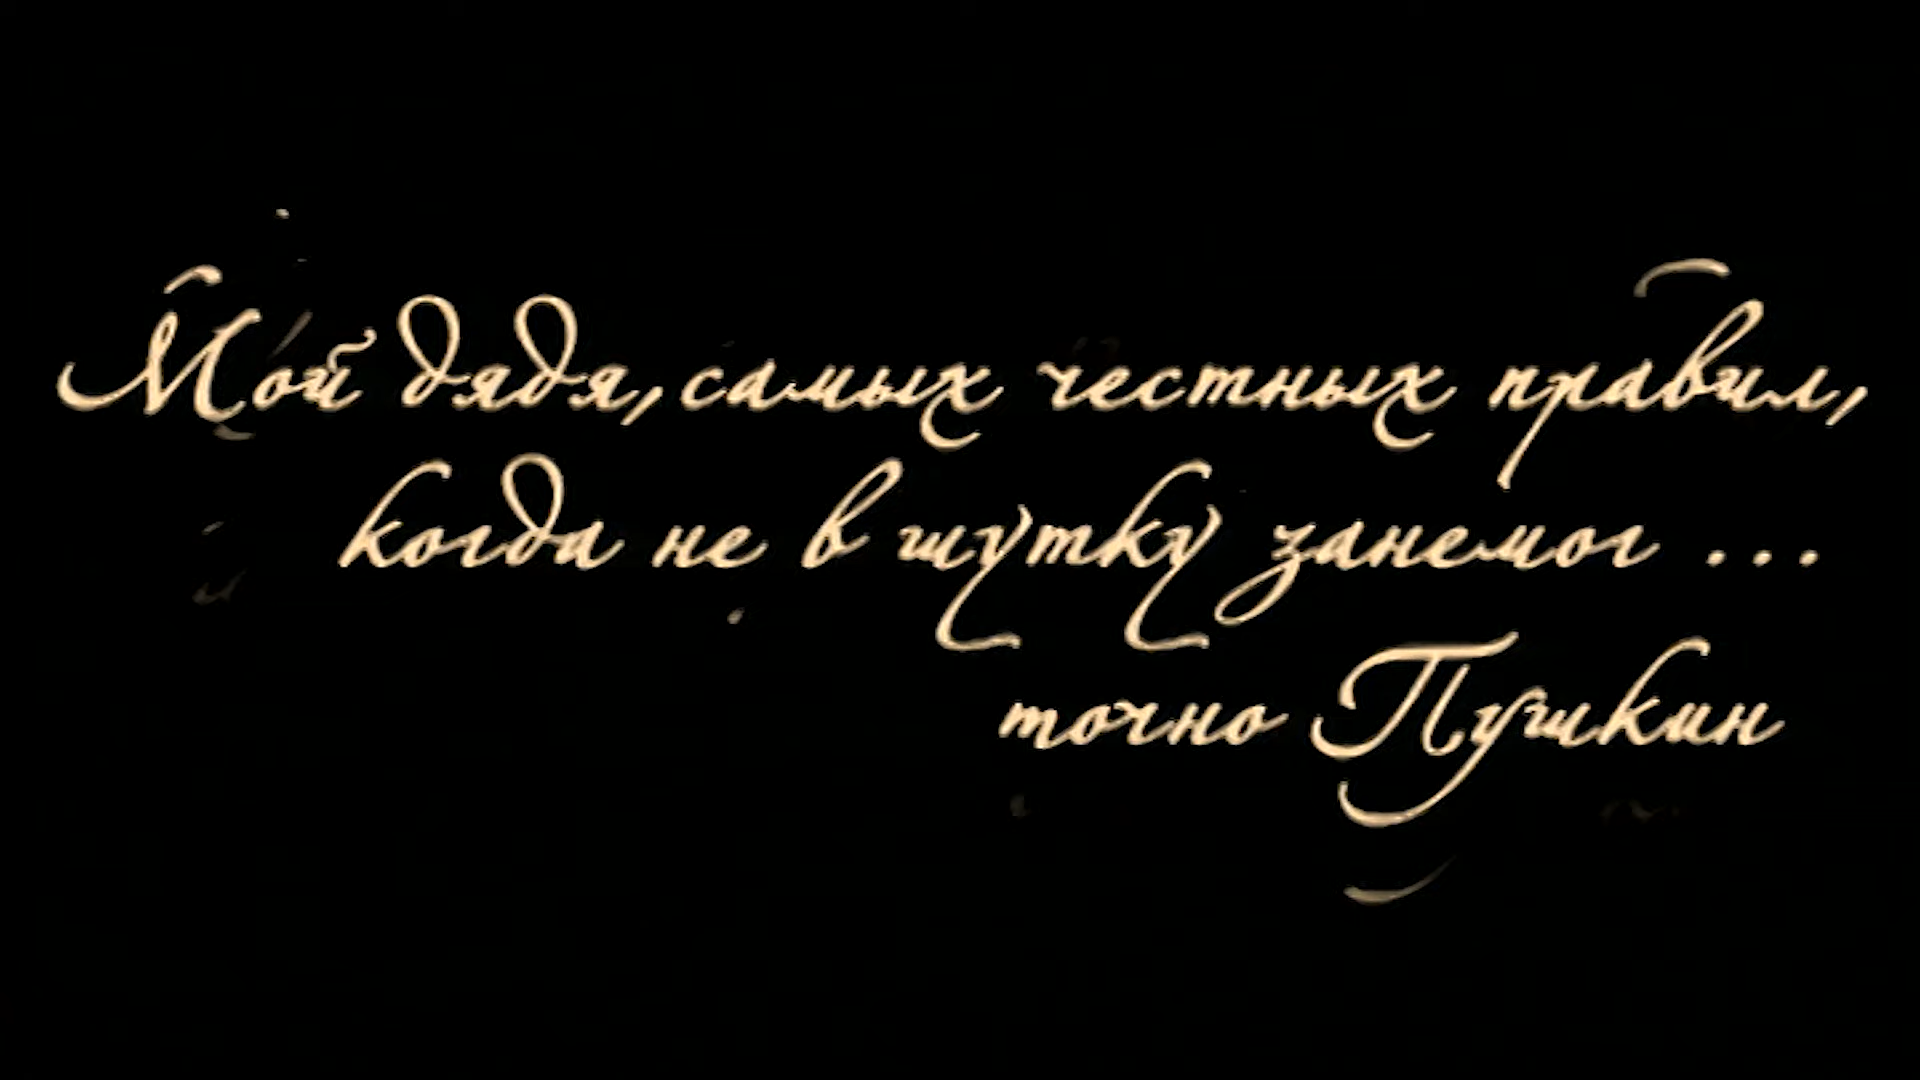 Мой дядя, самых честных правил,
когда не в шутку занемог ...
точно Пушкин